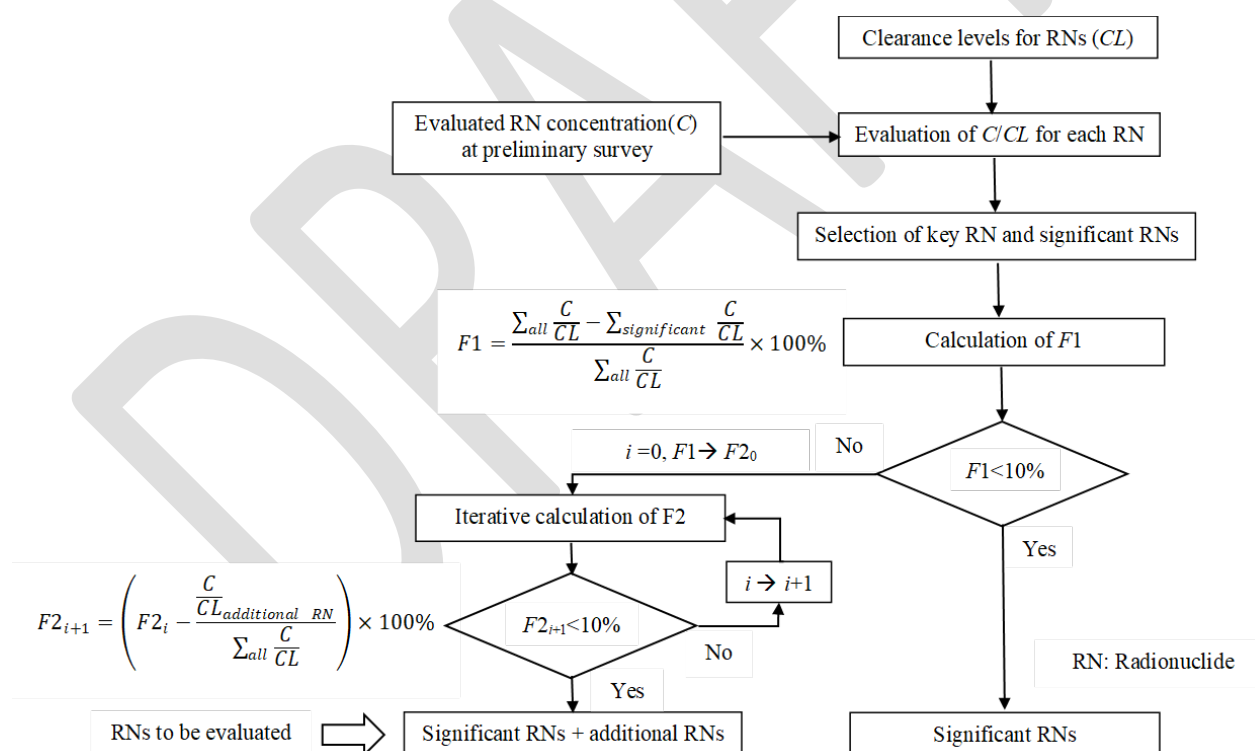 Clearance levels for RNs (CL)
Evaluated RN concentration(C)
at preliminary survey
Evaluation of C/CL for each RN
Selection of key RN and significant RNs
F1 = (∑all C/CL − ∑significant C/CL) / (∑all C/CL) × 100%
Calculation of F1
i =0, F1→ F2₀
No
F1<10%
Iterative calculation of F2
Yes
i → i+1
F2ᵢ₊₁ = (F2ᵢ − (C/CLadditional RN) / (∑all C/CL)) × 100%
F2ᵢ₊₁<10%
No
RN: Radionuclide
Yes
RNs to be evaluated
Significant RNs + additional RNs
Significant RNs